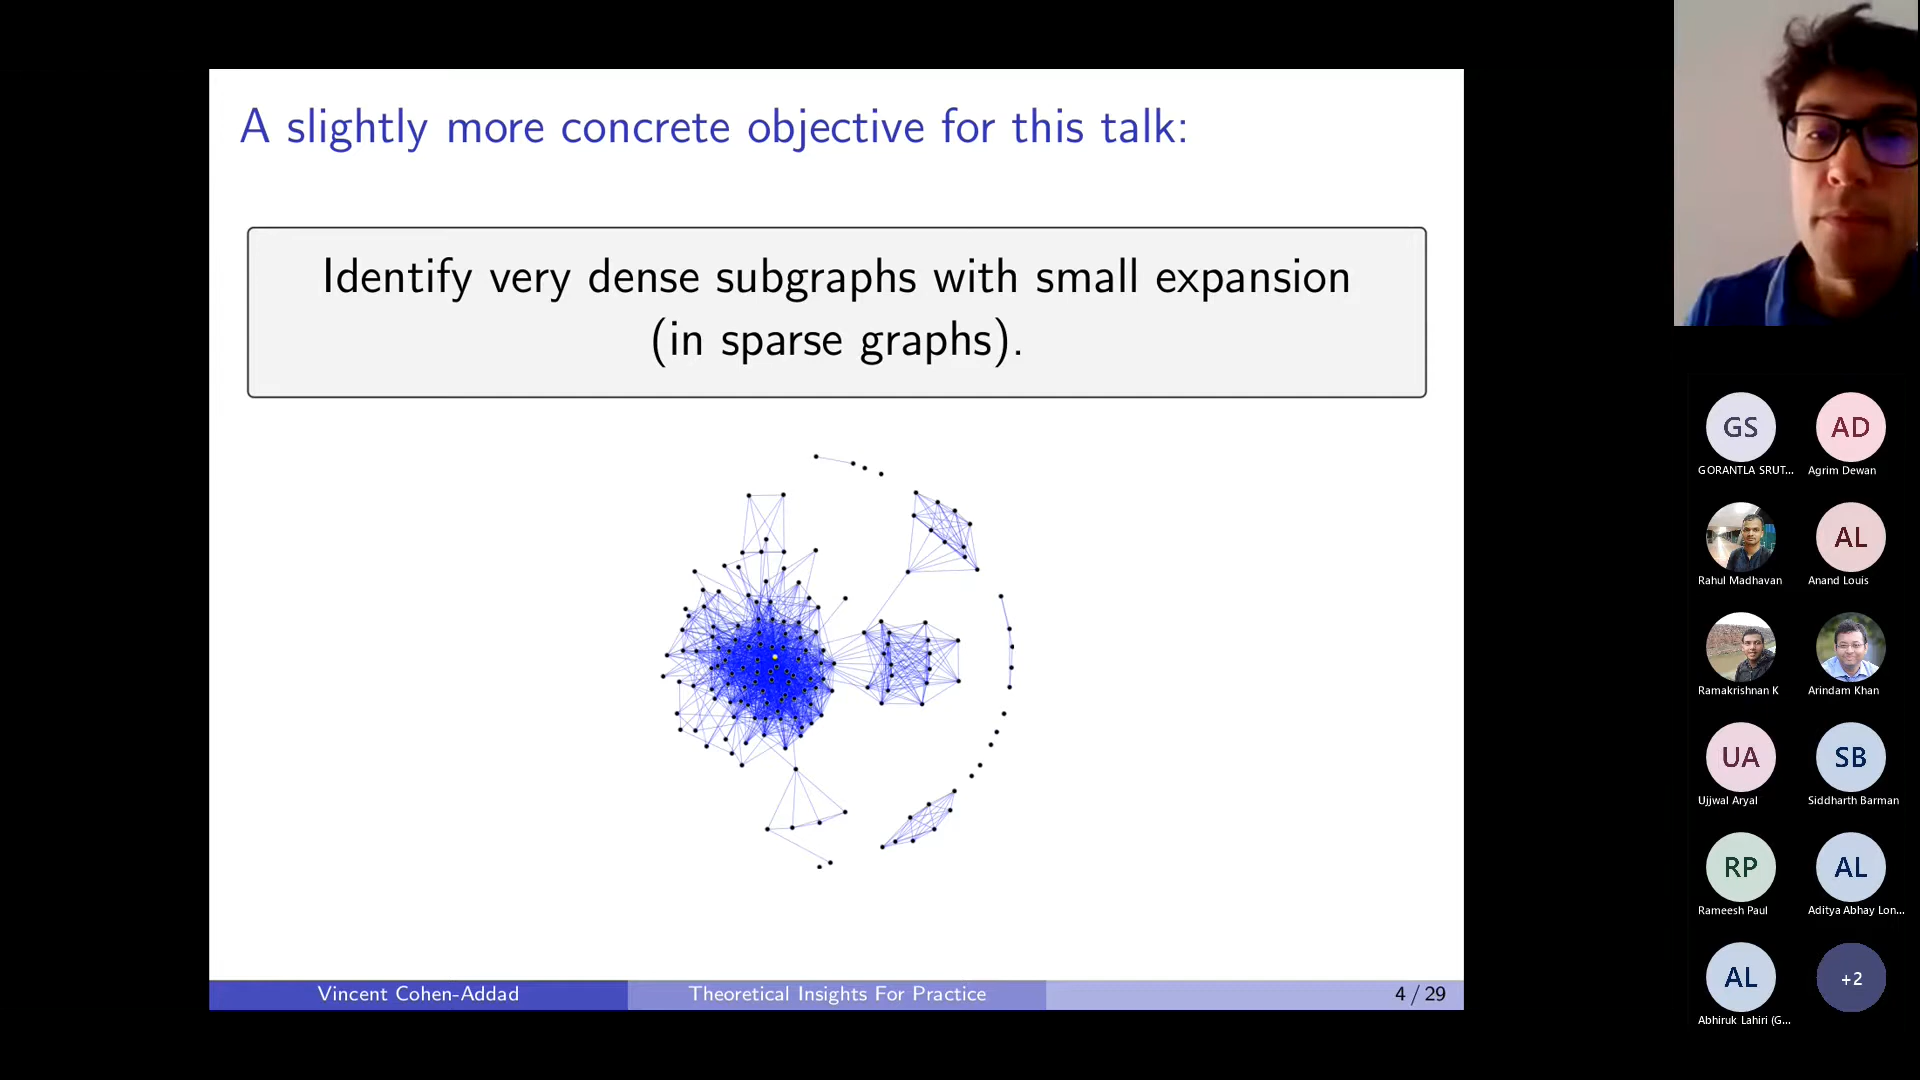 A slightly more concrete objective for this talk:
Identify very dense subgraphs with small expansion
(in sparse graphs).
Vincent Cohen-Addad
Theoretical Insights For Practice
4 / 29
GS
AD
GORANTLA SRUT...
Agrim Dewan
AL
Rahul Madhavan
Anand Louis
Ramakrishnan K
Arindam Khan
UA
SB
Ujjwal Aryal
Siddharth Barman
RP
AL
Rameesh Paul
Aditya Abhay Lon...
AL
+2
Abhiruk Lahiri (G...